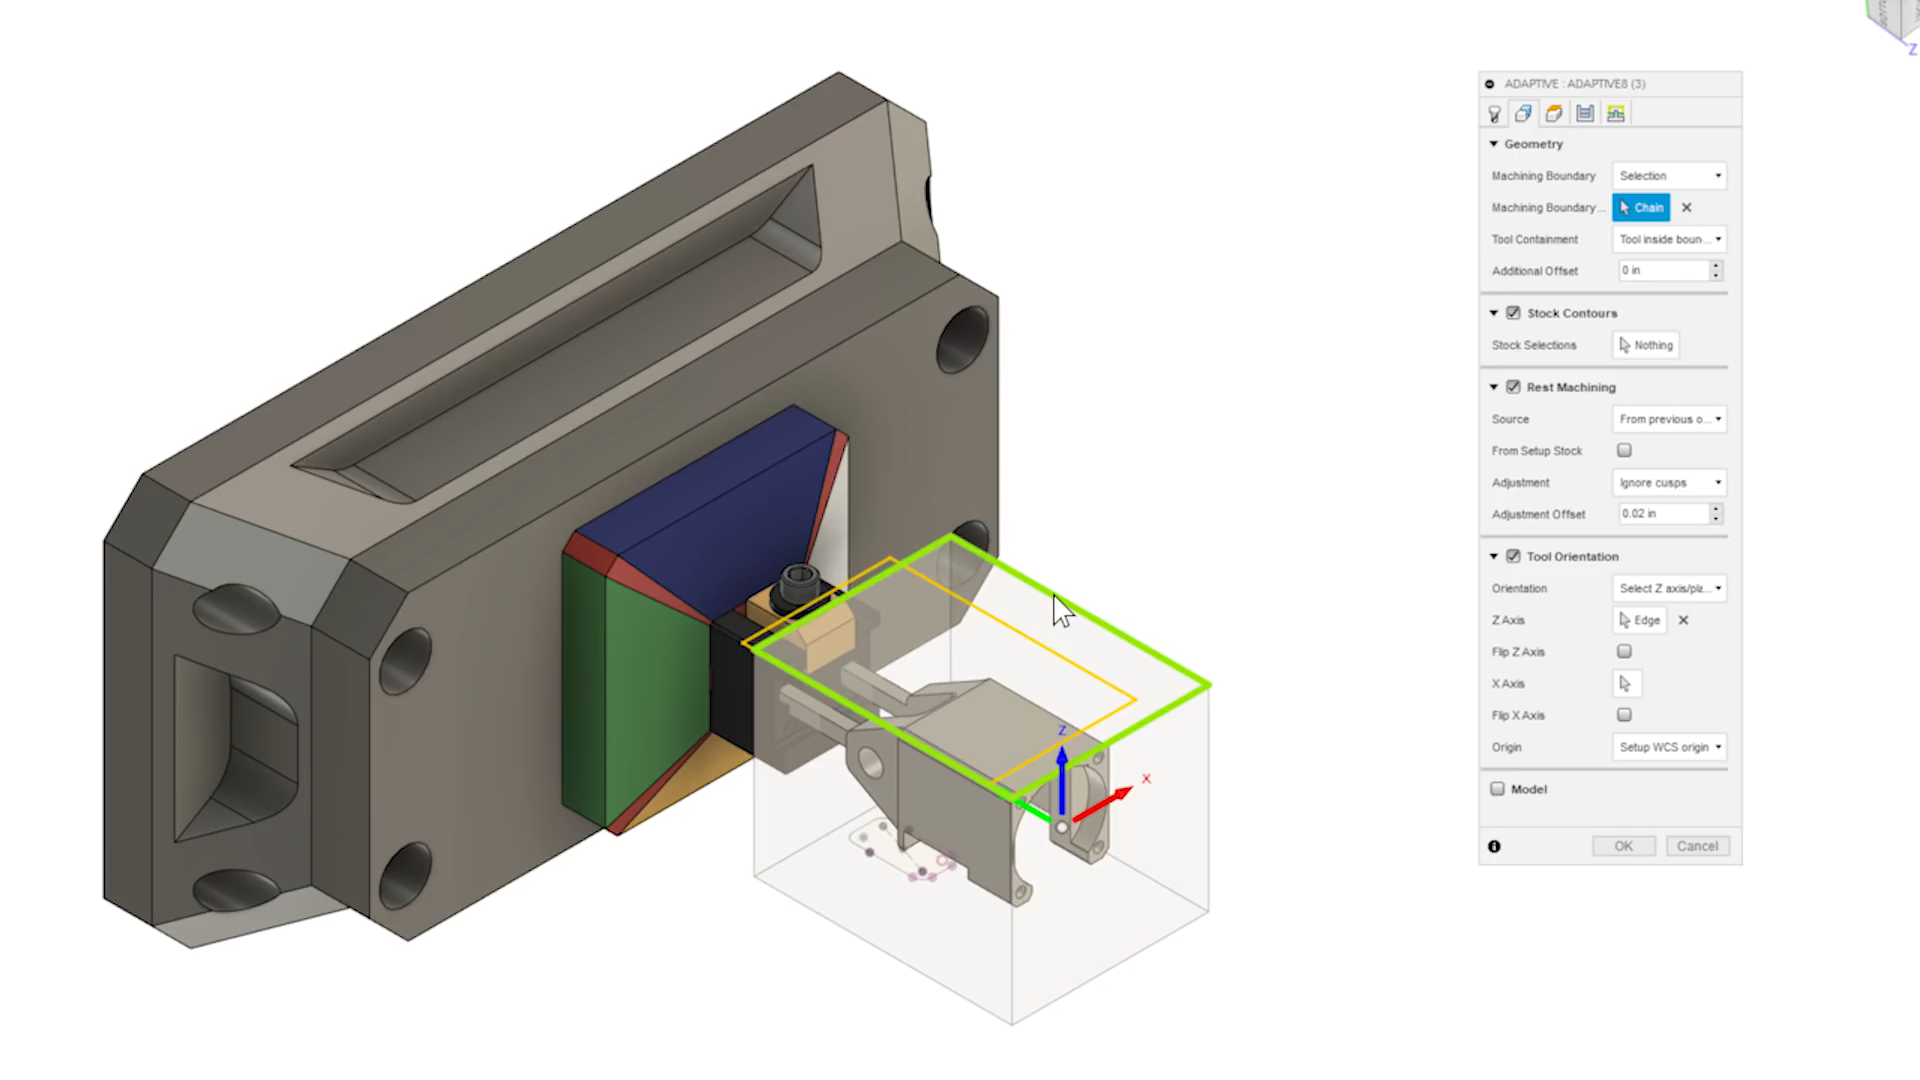 Z
ADAPTIVE : ADAPTIVE8 (3)
Geometry
Machining Boundary Selection
Machining Boundary... Chain
Tool Containment Tool inside boun...
Additional Offset 0 in
Stock Contours
Stock Selections Nothing
Rest Machining
Source From previous o...
From Setup Stock
Adjustment Ignore cusps
Adjustment Offset 0.02 in
Tool Orientation
Orientation Select Z axis/pla...
Z Axis Edge
Flip Z Axis
X Axis
Flip X Axis
Origin Setup WCS origin
Model
OK Cancel
Z
X